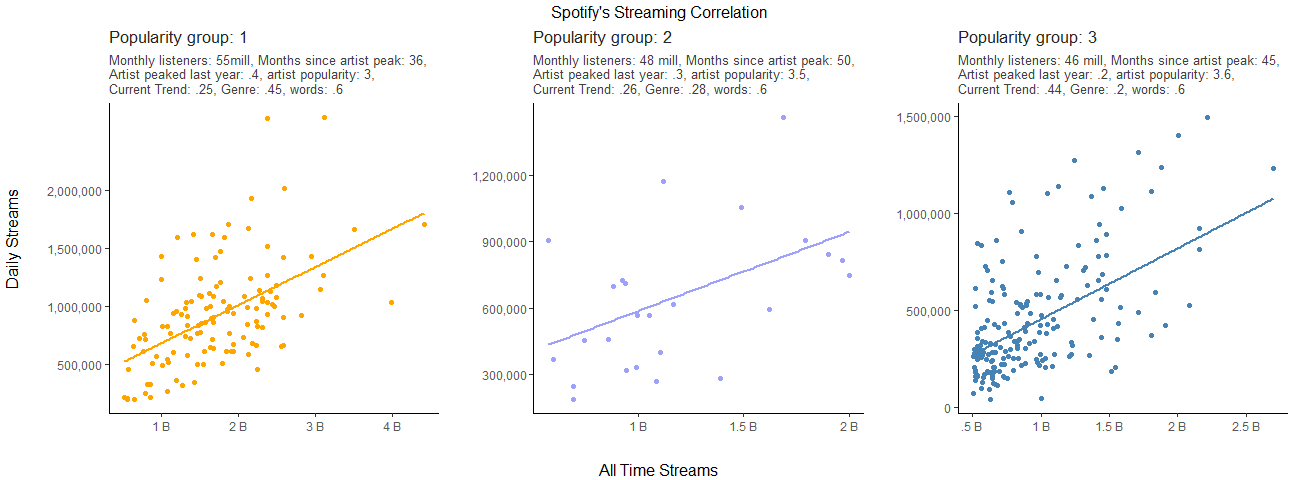 Spotify's Streaming Correlation
Popularity group: 1
Monthly listeners: 55mill, Months since artist peak: 36,
Artist peaked last year: .4, artist popularity: 3,
Current Trend: .25, Genre: .45, words: .6
Popularity group: 2
Monthly listeners: 48 mill, Months since artist peak: 50,
Artist peaked last year: .3, artist popularity: 3.5,
Current Trend: .26, Genre: .28, words: .6
Popularity group: 3
Monthly listeners: 46 mill, Months since artist peak: 45,
Artist peaked last year: .2, artist popularity: 3.6,
Current Trend: .44, Genre: .2, words: .6
Daily Streams
2,000,000
1,500,000
1,000,000
500,000
1 B 2 B 3 B 4 B
1,200,000
900,000
600,000
300,000
1 B 1.5 B 2 B
1,500,000
1,000,000
500,000
0
.5 B 1 B 1.5 B 2 B 2.5 B
All Time Streams